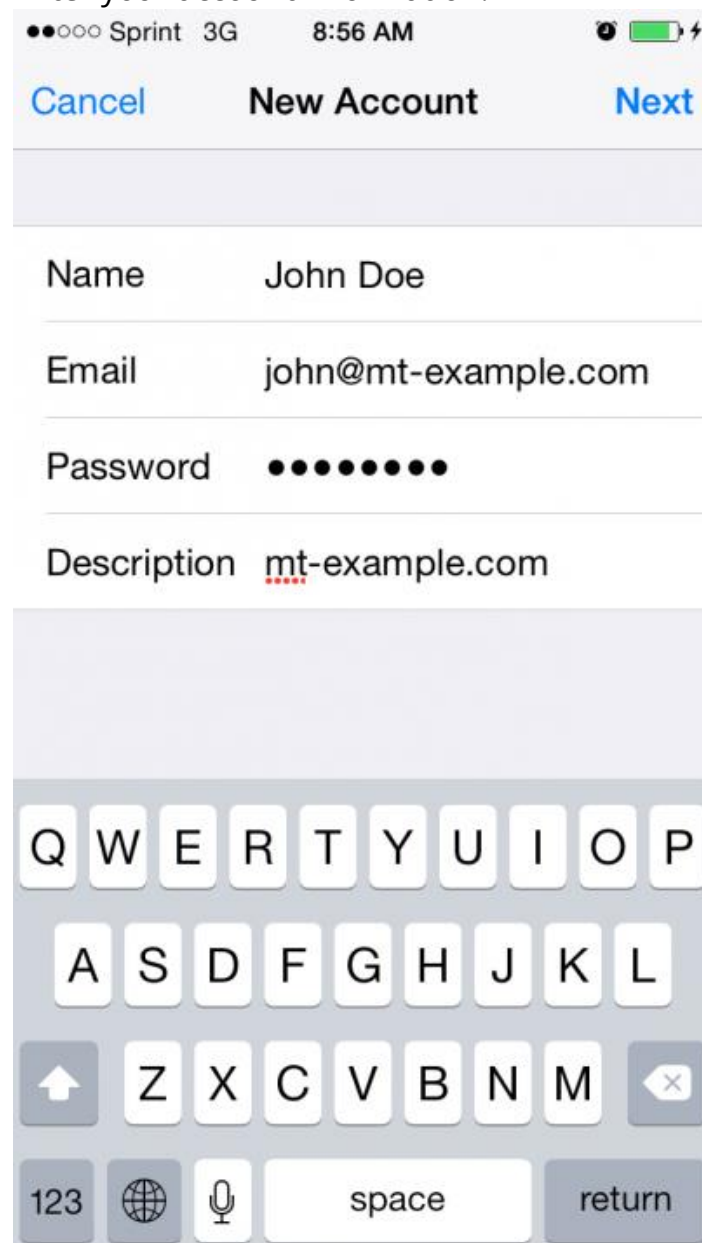 ●●○○○ Sprint 3G 8:56 AM
Cancel New Account Next
Name John Doe
Email john@mt-example.com
Password ●●●●●●●●
Description mt-example.com
Q W E R T Y U I O P
A S D F G H J K L
Z X C V B N M
123 space return